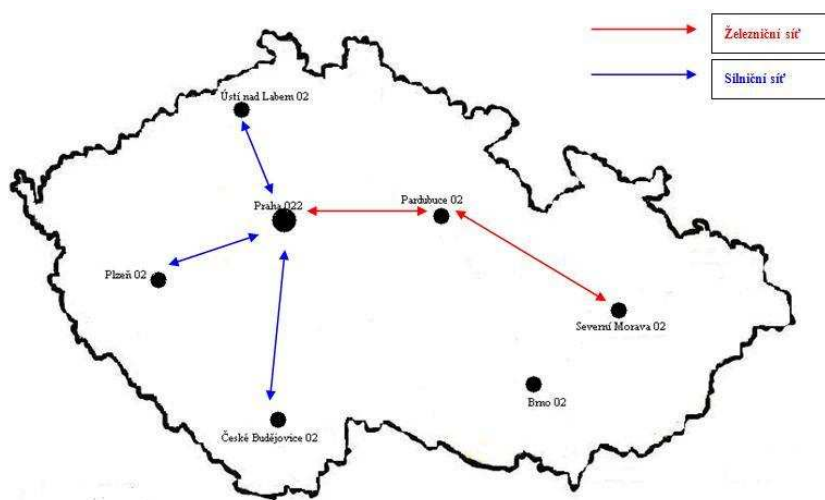 Železniční síť
Silniční síť
Ústí nad Labem 02
Praha 022
Pardubuce 02
Plzeň 02
Severní Morava 02
Brno 02
České Budějovice 02